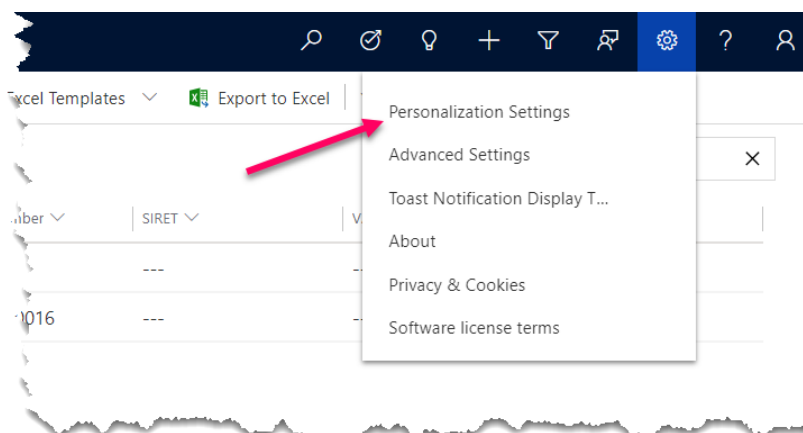 Excel Templates Export to Excel
Personalization Settings
Advanced Settings
Toast Notification Display T...
About
Privacy & Cookies
Software license terms
SIRET
---
0016 ---